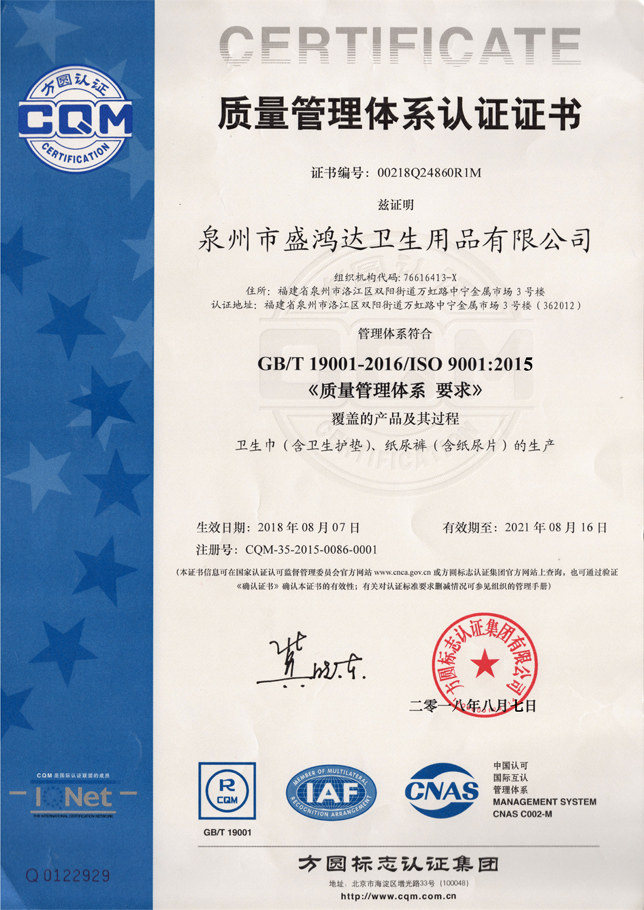 CERTIFICATE
方圆认证
CQM
CERTIFICATION
质量管理体系认证证书
证书编号：00218Q24860R1M
兹证明
泉州市盛鸿达卫生用品有限公司
组织机构代码:76616413-X
住所：福建省泉州市洛江区双阳街道万虹路中宁金属市场3号楼
认证地址：福建省泉州市洛江区双阳街道万虹路中宁金属市场3号楼（362012）
管理体系符合
GB/T 19001-2016/ISO 9001:2015
《质量管理体系 要求》
覆盖的产品及其过程
卫生巾（含卫生护垫）、纸尿裤（含纸尿片）的生产
生效日期：2018年08月07日
有效期至：2021年08月16日
注册号：CQM-35-2015-0086-0001
（本证书信息可在国家认证认可监督管理委员会官方网站 www.cnca.gov.cn 或方圆标志认证集团官方网站上查询，也可通过验证
《确认证书》确认本证书的有效性；有关对认证标准要求删减情况可参见组织的管理手册）
方圆标志认证集团有限公司
二零一八年八月七日
CQM 是国标认证联盟的成员
IQNet
THE INTERNATIONAL CERTIFICATION NETWORK
Q 0122929
R
CQM
GB/T 19001
MEMBER OF MULTILATERAL
IAF
RECOGNITION ARRANGEMENT
CNAS
中国认可
国际互认
管理体系
MANAGEMENT SYSTEM
CNAS C002-M
方圆标志认证集团
地址：北京市海淀区增光路33号（100048）
http://www.cqm.com.cn